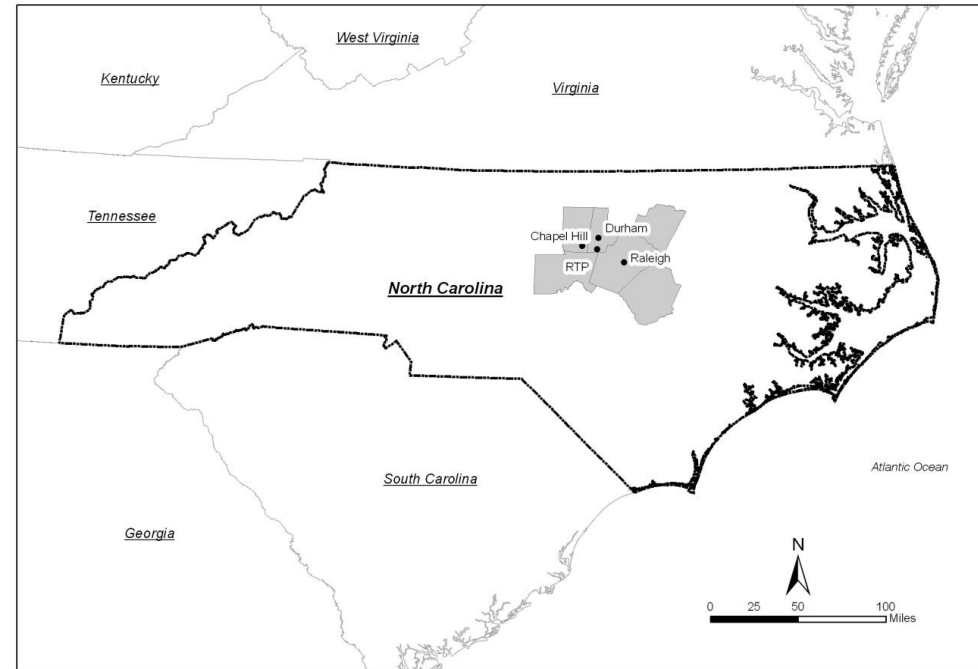 West Virginia
Kentucky
Virginia
Tennessee
Durham
Chapel Hill
Raleigh
RTP
North Carolina
Atlantic Ocean
South Carolina
Georgia
N
0 25 50 100
Miles